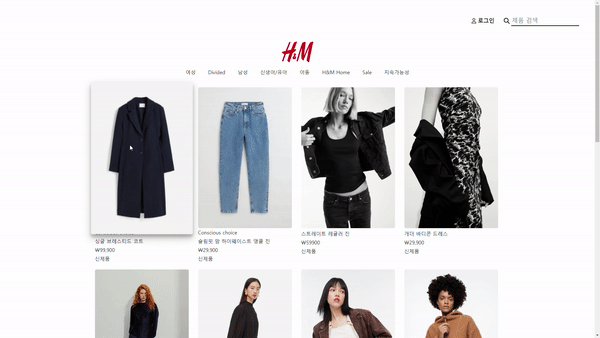 로그인
제품 검색
H&M
여성 Divided 남성 신생아/유아 아동 H&M Home Sale 지속가능성
싱글 브레스티드 코트
₩99,900
신제품
Conscious choice
슬림핏 맘 하이웨이스트 앵클 진
₩29,900
신제품
스트레이트 레귤러 진
₩59900
신제품
개더 바디콘 드레스
₩29,900
신제품